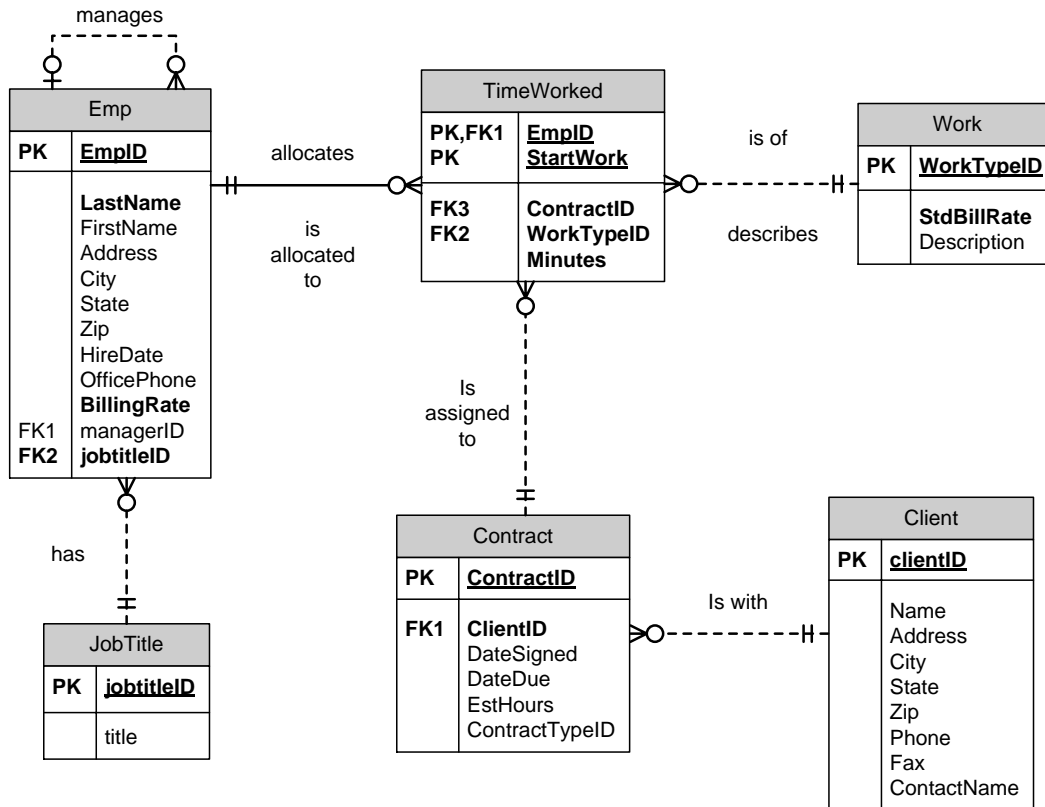 manages
Emp
PK EmpID
LastName
FirstName
Address
City
State
Zip
HireDate
OfficePhone
BillingRate
FK1 managerID
FK2 jobtitleID
allocates
is
allocated
to
TimeWorked
PK,FK1 EmpID
PK StartWork
FK3 ContractID
FK2 WorkTypeID
Minutes
is of
describes
Work
PK WorkTypeID
StdBillRate
Description
Is
assigned
to
has
JobTitle
PK jobtitleID
title
Contract
PK ContractID
FK1 ClientID
DateSigned
DateDue
EstHours
ContractTypeID
Is with
Client
PK clientID
Name
Address
City
State
Zip
Phone
Fax
ContactName